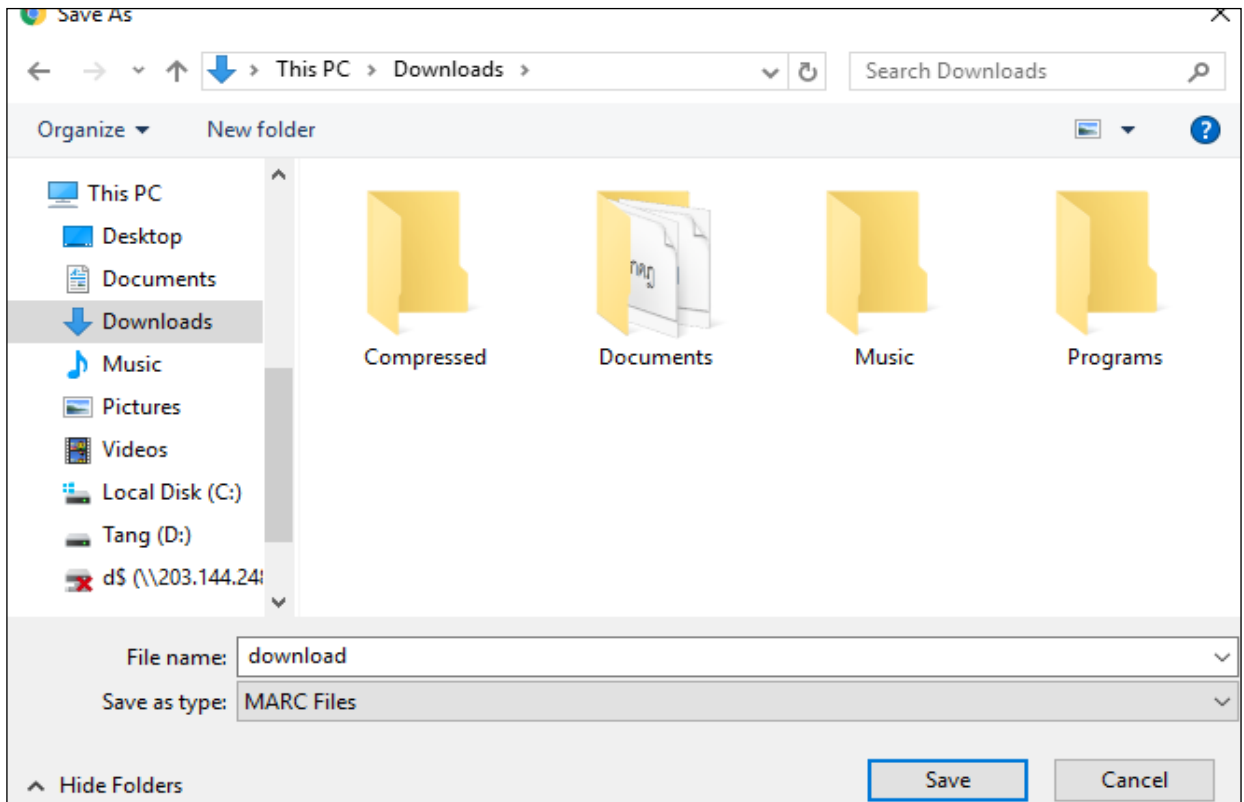 Save As
This PC > Downloads >
Search Downloads
Organize
New folder
This PC
Desktop
Documents
Downloads
Music
Pictures
Videos
Local Disk (C:)
Tang (D:)
d$ (\\203.144.24
Compressed
Documents
Music
Programs
File name: download
Save as type: MARC Files
Hide Folders
Save
Cancel